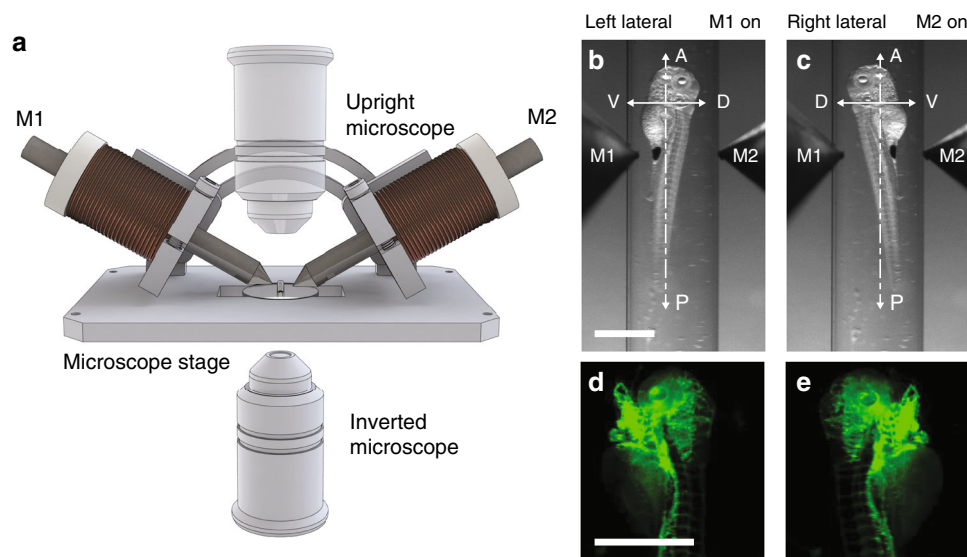 a
M1
Upright
microscope
M2
Microscope stage
Inverted
microscope
Left lateral M1 on
Right lateral M2 on
b
A
V
D
M1
M2
P
c
A
D
V
M1
M2
P
d
e